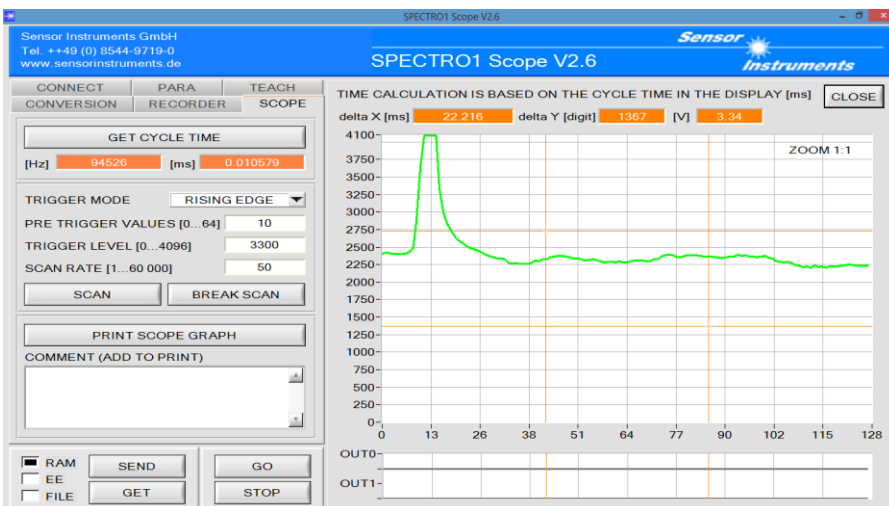 SPECTRO1 Scope V2.6
Sensor Instruments GmbH
Tel. ++49 (0) 8544-9719-0
www.sensorinstruments.de
SPECTRO1 Scope V2.6
Sensor
Instruments
CONNECT PARA TEACH
CONVERSION RECORDER SCOPE
GET CYCLE TIME
[Hz] 94526 [ms] 0.010579
TRIGGER MODE RISING EDGE
PRE TRIGGER VALUES [0...64] 10
TRIGGER LEVEL [0...4096] 3300
SCAN RATE [1...60 000] 50
SCAN BREAK SCAN
PRINT SCOPE GRAPH
COMMENT (ADD TO PRINT)
RAM
EE
FILE
SEND GO
GET STOP
TIME CALCULATION IS BASED ON THE CYCLE TIME IN THE DISPLAY [ms]
CLOSE
delta X [ms] 22.216 delta Y [digit] 1367 [V] 3.34
ZOOM 1:1
4100
3750
3500
3250
3000
2750
2500
2250
2000
1750
1500
1250
1000
750
500
250
0
0 13 26 38 51 64 77 90 102 115 128
OUT0
OUT1